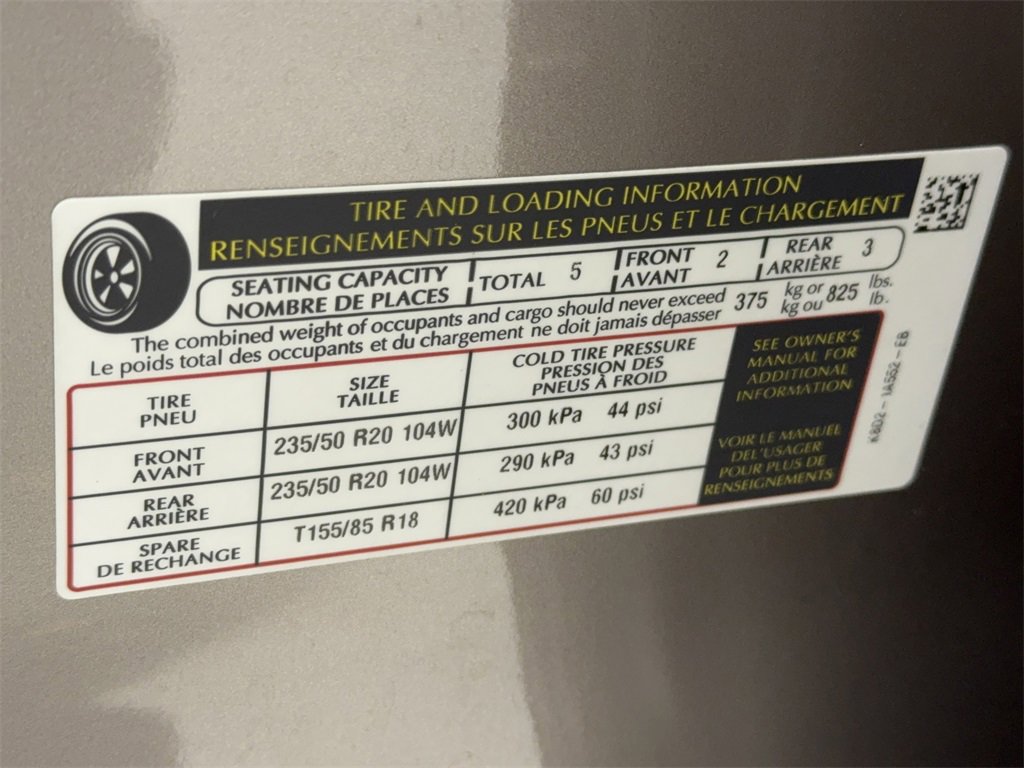 TIRE AND LOADING INFORMATION
RENSEIGNEMENTS SUR LES PNEUS ET LE CHARGEMENT
SEATING CAPACITY
NOMBRE DE PLACES
TOTAL 5
FRONT
AVANT
2
REAR
ARRIÈRE
3
The combined weight of occupants and cargo should never exceed
Le poids total des occupants et du chargement ne doit jamais dépasser
375
kg or
kg ou
825
lbs.
lb.
TIRE
PNEU
SIZE
TAILLE
COLD TIRE PRESSURE
PRESSION DES
PNEUS À FROID
FRONT
AVANT
235/50 R20 104W
300 kPa 44 psi
REAR
ARRIÈRE
235/50 R20 104W
290 kPa 43 psi
SPARE
DE RECHANGE
T155/85 R18
420 kPa 60 psi
SEE OWNER'S
MANUAL FOR
ADDITIONAL
INFORMATION
VOIR LE MANUEL
DEL'USAGER
POUR PLUS DE
RENSEIGNEMENTS
K8D2-1A552-EB